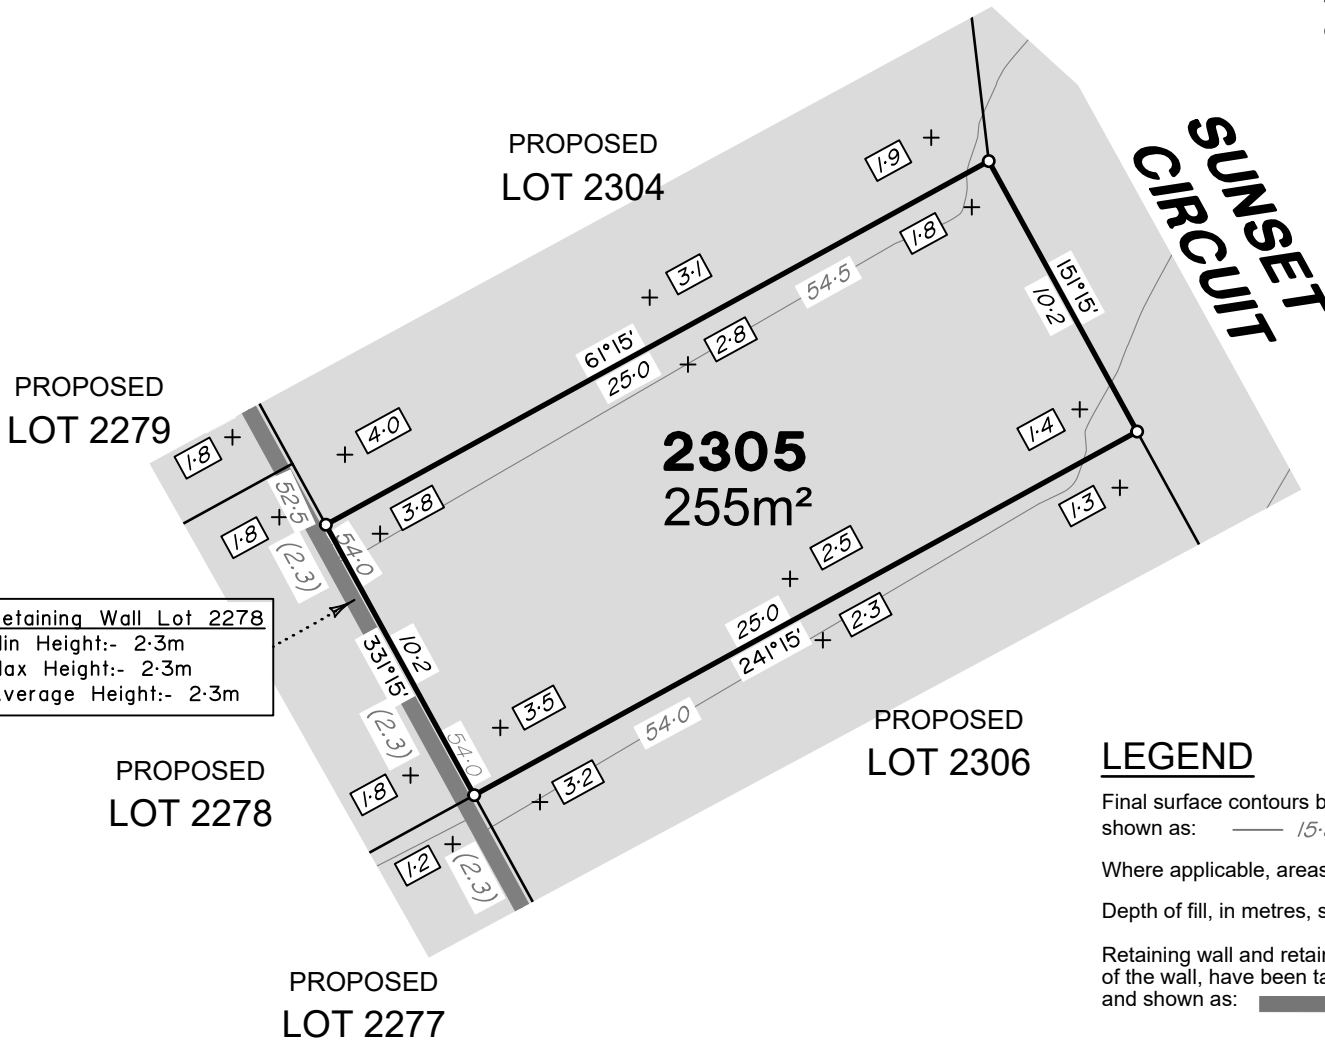 PROPOSED
LOT 2304
SUNSET
CIRCUIT
1·9
1·8
3·1
54·5
2·8
61°15'
25·0
151°15'
10·2
PROPOSED
LOT 2279
4·0
1·8
3·8
52·5
1·8
(2.3)
54·0
2305
255m²
1·4
1·3
2·5
2·3
25·0
241°15'
Retaining Wall Lot 2278
Min Height:- 2·3m
Max Height:- 2·3m
Average Height:- 2·3m
10·2
331°15'
(2.3)
54·0
3·5
54·0
3·2
1·8
1·2
(2.3)
PROPOSED
LOT 2278
PROPOSED
LOT 2306
PROPOSED
LOT 2277
LEGEND
Final surface contours b
shown as: 15·
Where applicable, areas
Depth of fill, in metres, s
Retaining wall and retain
of the wall, have been ta
and shown as: